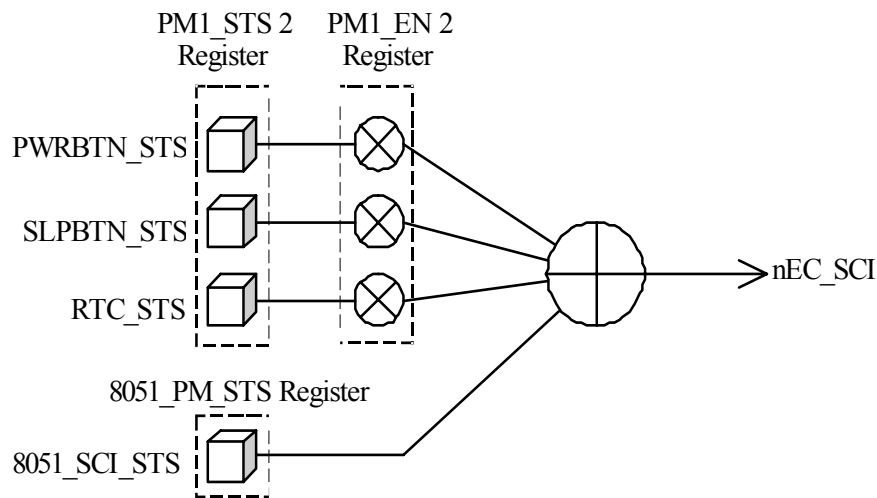 PM1_STS 2
Register
PM1_EN 2
Register
PWRBTN_STS
SLPBTN_STS
RTC_STS
nEC_SCI
8051_PM_STS Register
8051_SCI_STS